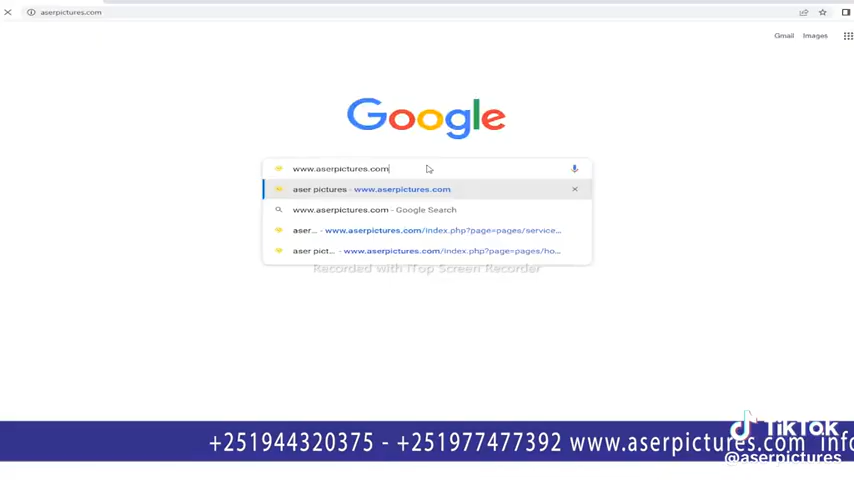 aserpictures.com
Gmail Images
Google
www.aserpictures.com
aser pictures - www.aserpictures.com
www.aserpictures.com - Google Search
aser... - www.aserpictures.com/index.php?page=pages/service...
aser pict... - www.aserpictures.com/index.php?page=pages/ho...
Recorded with iTop Screen Recorder
TikTok
+251944320375 - +251977477392 www.aserpictures.com info
@aserpictures